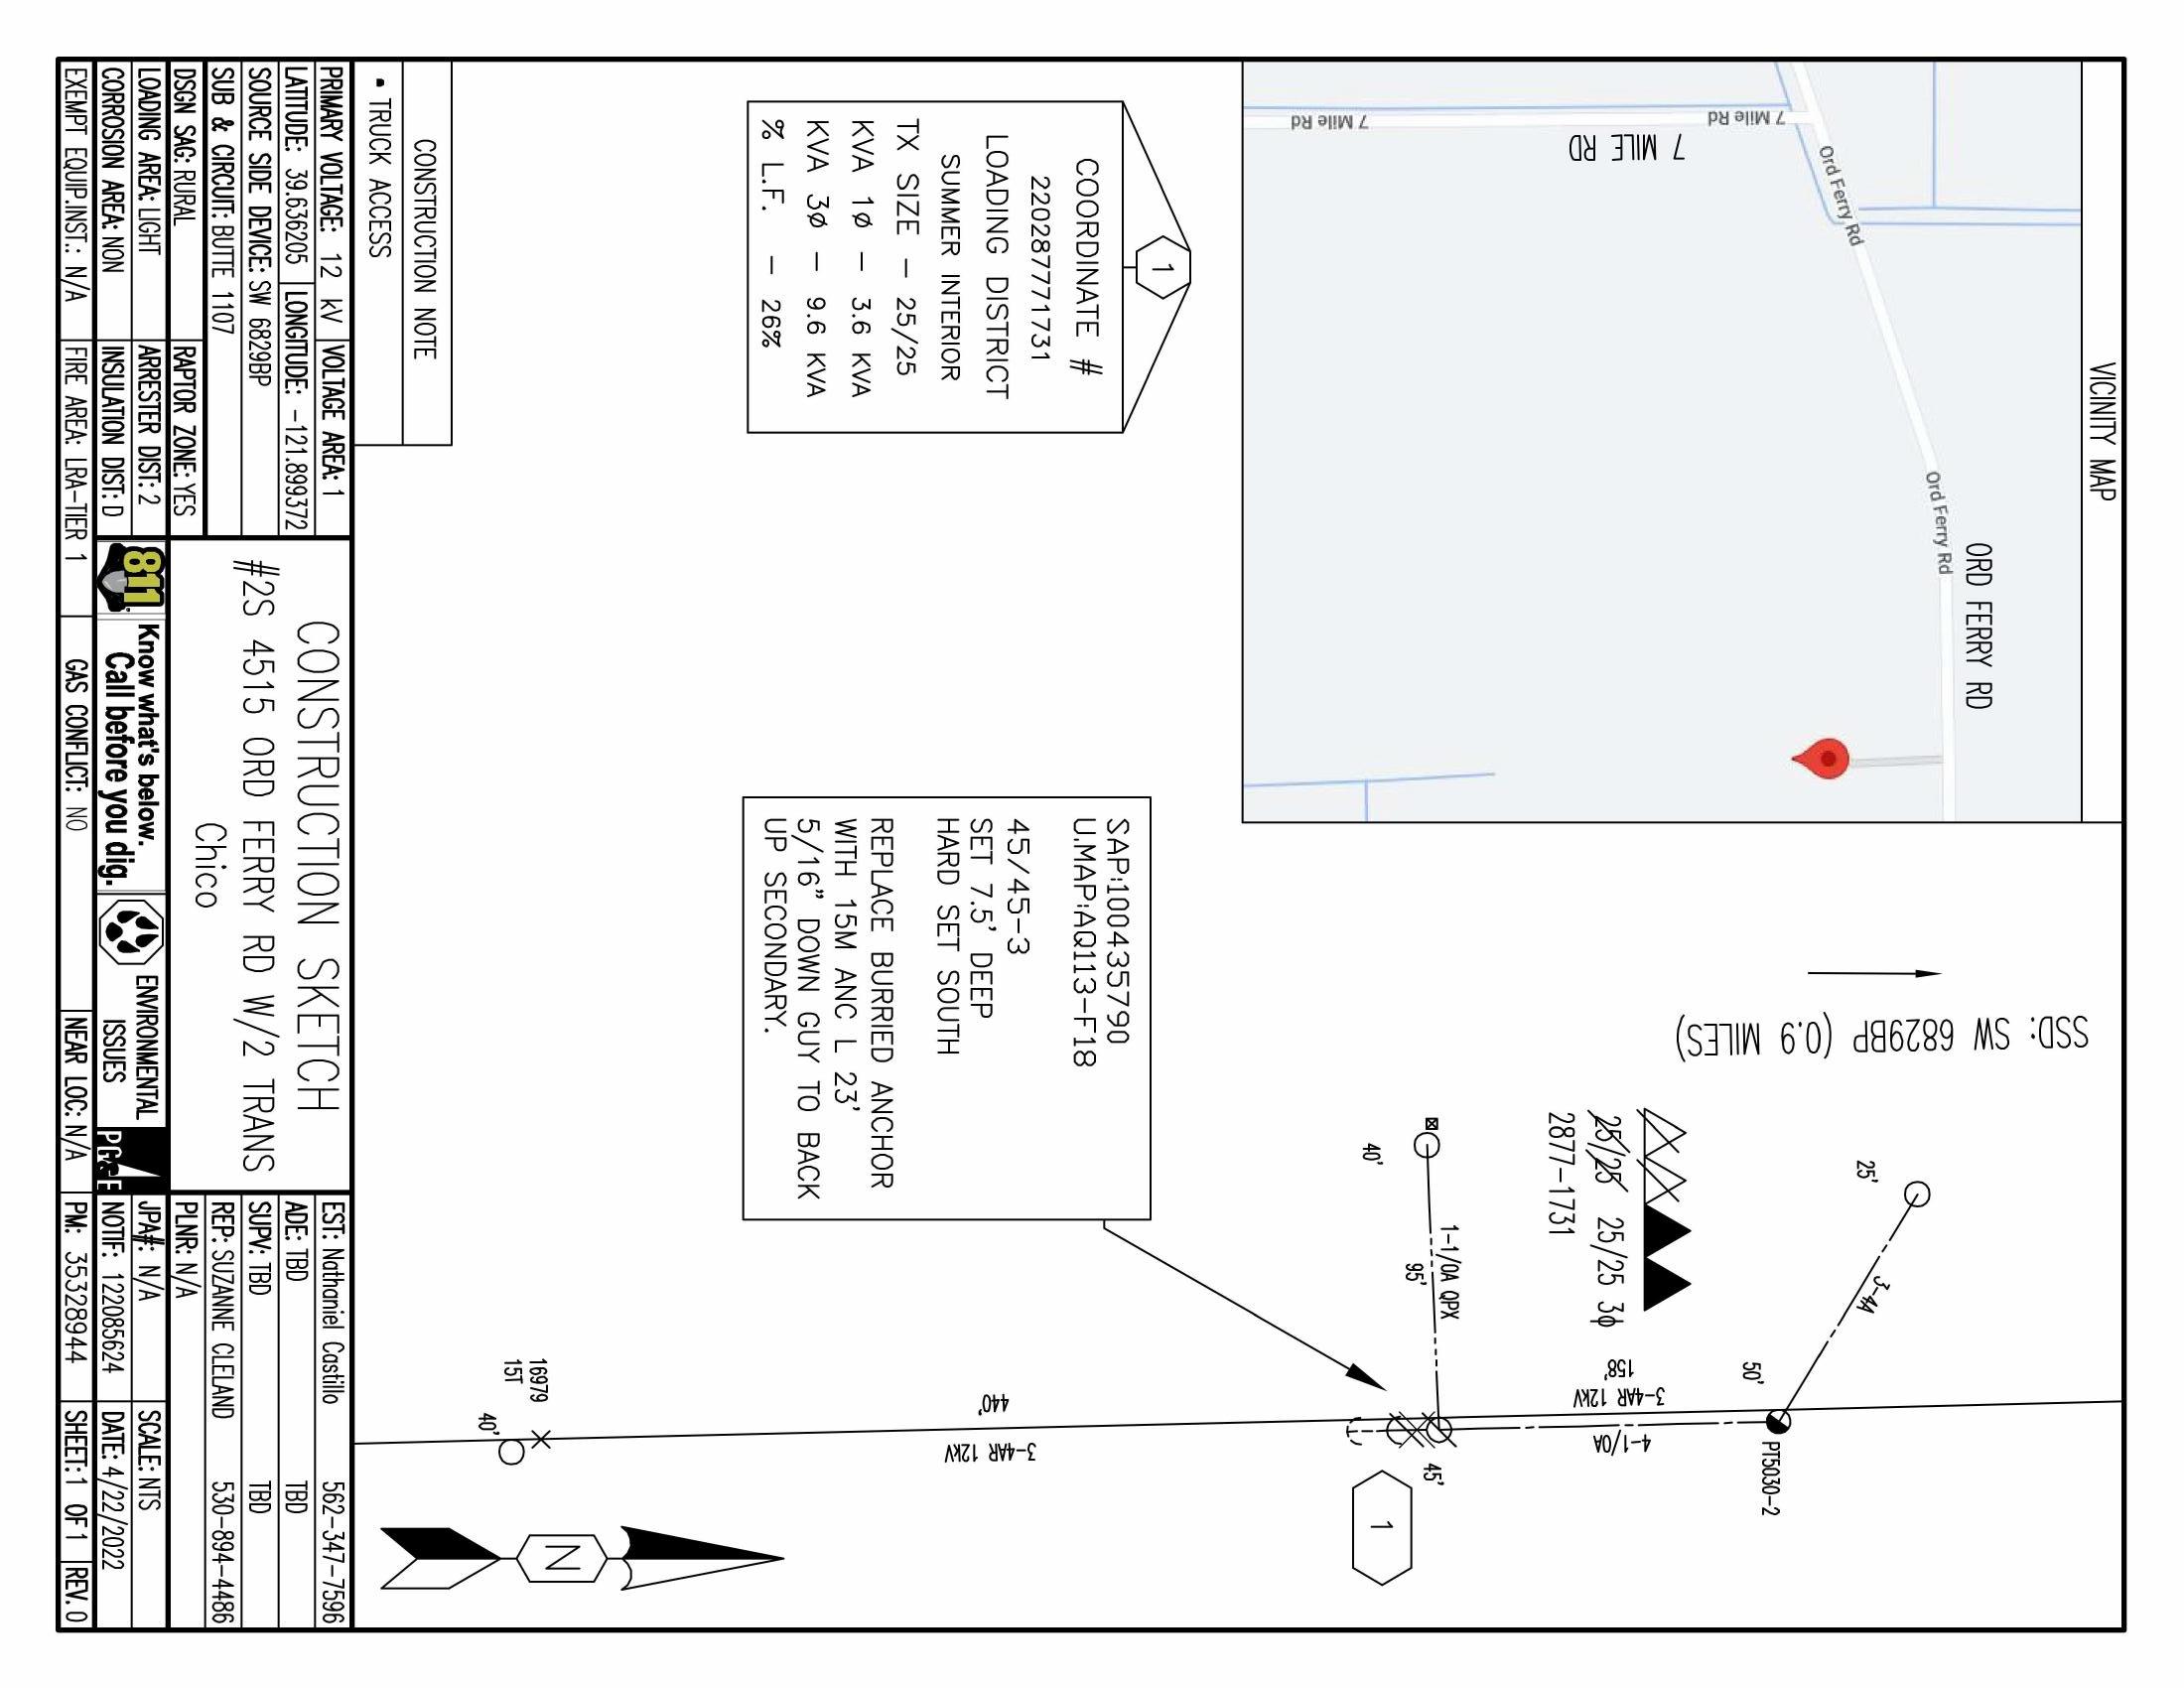 VICINITY MAP
ORD FERRY RD
7 MILE RD
Ord Ferry Rd
Ord Ferry Rd
7 Mile Rd
7 Mile Rd
1
COORDINATE #
220287771731
LOADING DISTRICT
SUMMER INTERIOR
TX SIZE - 25/25
KVA 1Ø - 3.6 KVA
KVA 3Ø - 9.6 KVA
% L.F. - 26%
SSD: SW 6829BP (0.9 MILES)
SAP:100435790
U.MAP:AQ113-F18
45/45-3
SET 7.5' DEEP
HARD SET SOUTH
REPLACE BURRIED ANCHOR
WITH 15M ANC L 23'
5/16" DOWN GUY TO BACK
UP SECONDARY.
25'
3-4A
50'
PT5030-2
25/25 25/25 3ϕ
2877-1731
158'
3-4AR 12kV
4-1/0A
1-1/0A QPX
95'
40'
45'
1
440'
3-4AR 12kV
16979
15T
40'
N
CONSTRUCTION NOTE
▪ TRUCK ACCESS
PRIMARY VOLTAGE: 12 kV VOLTAGE AREA: 1
LATITUDE: 39.636205 LONGITUDE: -121.899372
SOURCE SIDE DEVICE: SW 6829BP
SUB & CIRCUIT: BUTTE 1107
DSGN SAG: RURAL RAPTOR ZONE: YES
LOADING AREA: LIGHT ARRESTER DIST: 2
CORROSION AREA: NON INSULATION DIST: D
EXEMPT EQUIP.INST.: N/A FIRE AREA: LRA-TIER 1 GAS CONFLICT: NO NEAR LOC: N/A
CONSTRUCTION SKETCH
#2S 4515 ORD FERRY RD W/2 TRANS
Chico
811
Know what's below.
Call before you dig.
ENVIRONMENTAL
ISSUES
PG&E
EST: Nathaniel Castillo 562-347-7596
ADE: TBD TBD
SUPV: TBD TBD
REP: SUZANNE CLELAND 530-894-4486
PLNR: N/A
JPA#: N/A SCALE: NTS
NOTIF: 122085624 DATE: 4/22/2022
PM: 35328944 SHEET: 1 OF 1 REV. 0